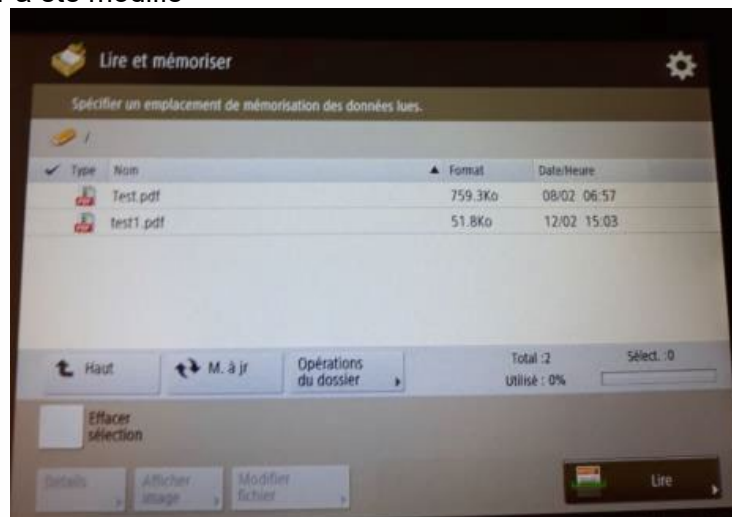 a été modifié
Lire et mémoriser
Spécifier un emplacement de mémorisation des données lues.
/
Type Nom ▲ Format Date/Heure
Test.pdf 759.3Ko 08/02 06:57
test1.pdf 51.8Ko 12/02 15:03
Haut M. à jr Opérations du dossier Total :2 Sélect. :0
Utilisé : 0%
Effacer
sélection
Détails Afficher image Modifier fichier Lire